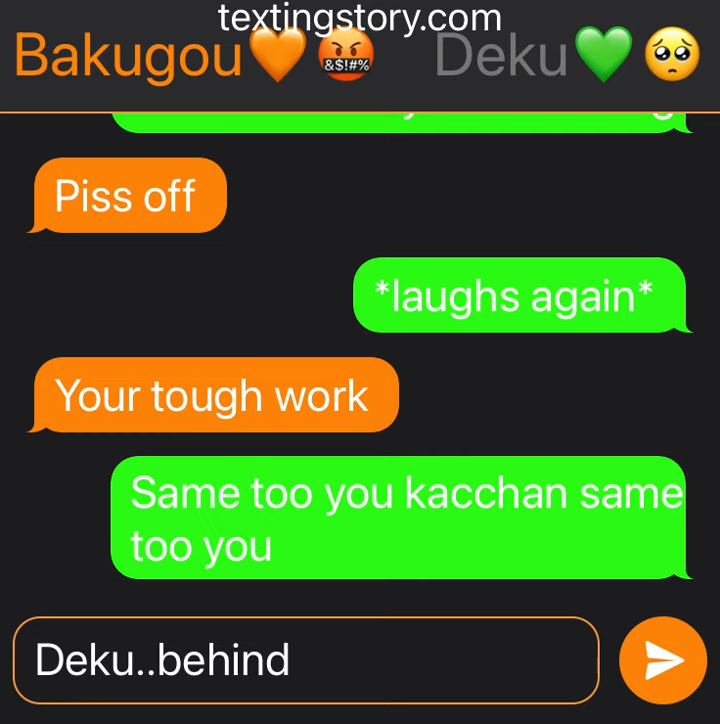 textingstory.com
Bakugou🧡🤬 Deku💚🥺
Piss off
*laughs again*
Your tough work
Same too you kacchan same
too you
Deku..behind